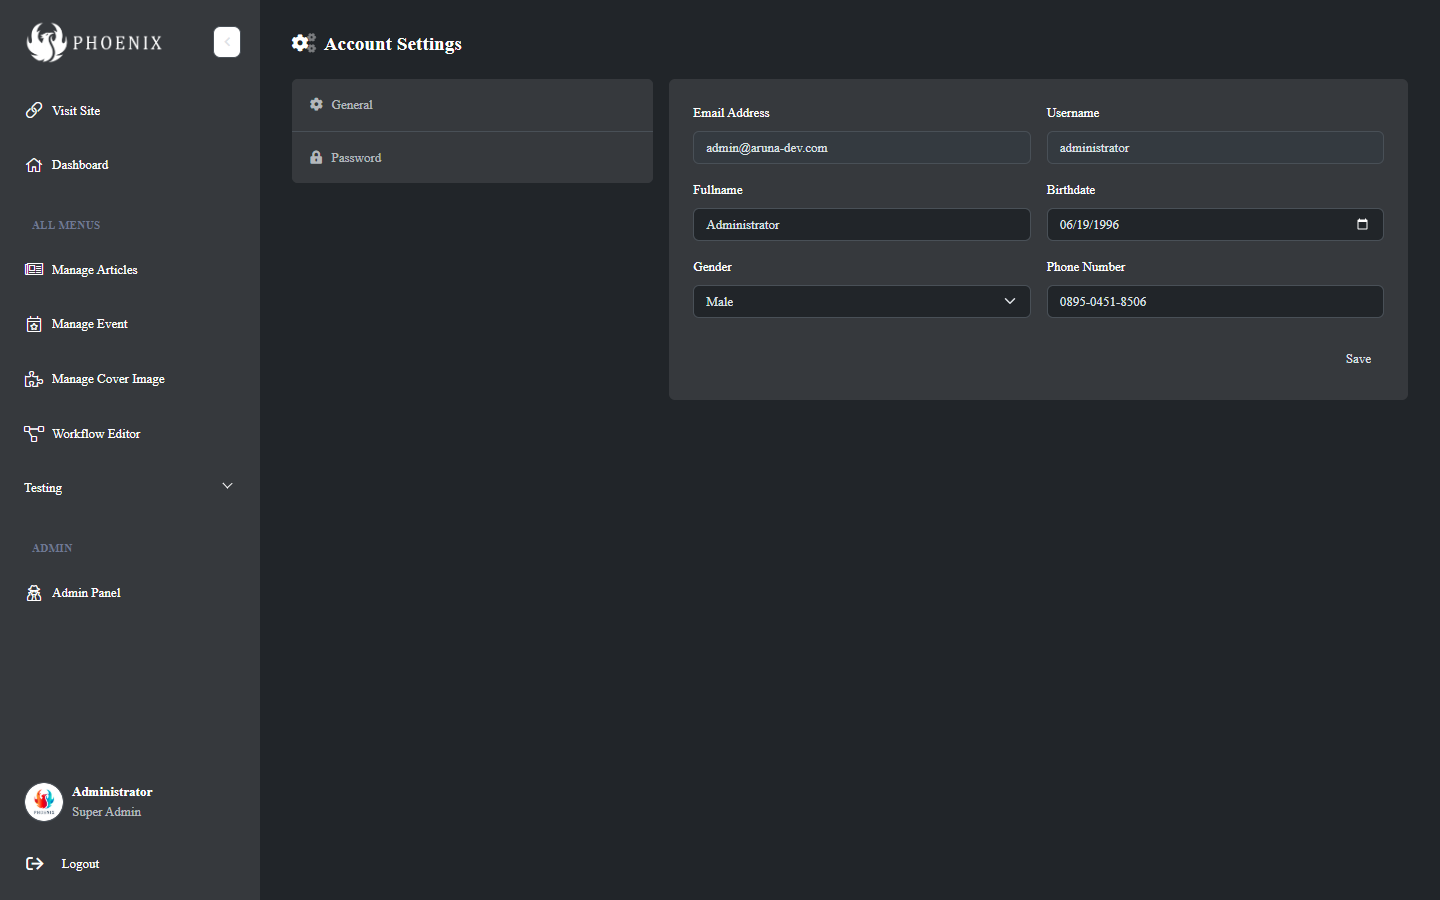 PHOENIX
Visit Site
Dashboard
ALL MENUS
Manage Articles
Manage Event
Manage Cover Image
Workflow Editor
Testing
ADMIN
Admin Panel
PHOENIX
Administrator
Super Admin
Logout
Account Settings
General
Password
Email Address
admin@aruna-dev.com
Username
administrator
Fullname
Administrator
Birthdate
06/19/1996
Gender
Male
Phone Number
0895-0451-8506
Save